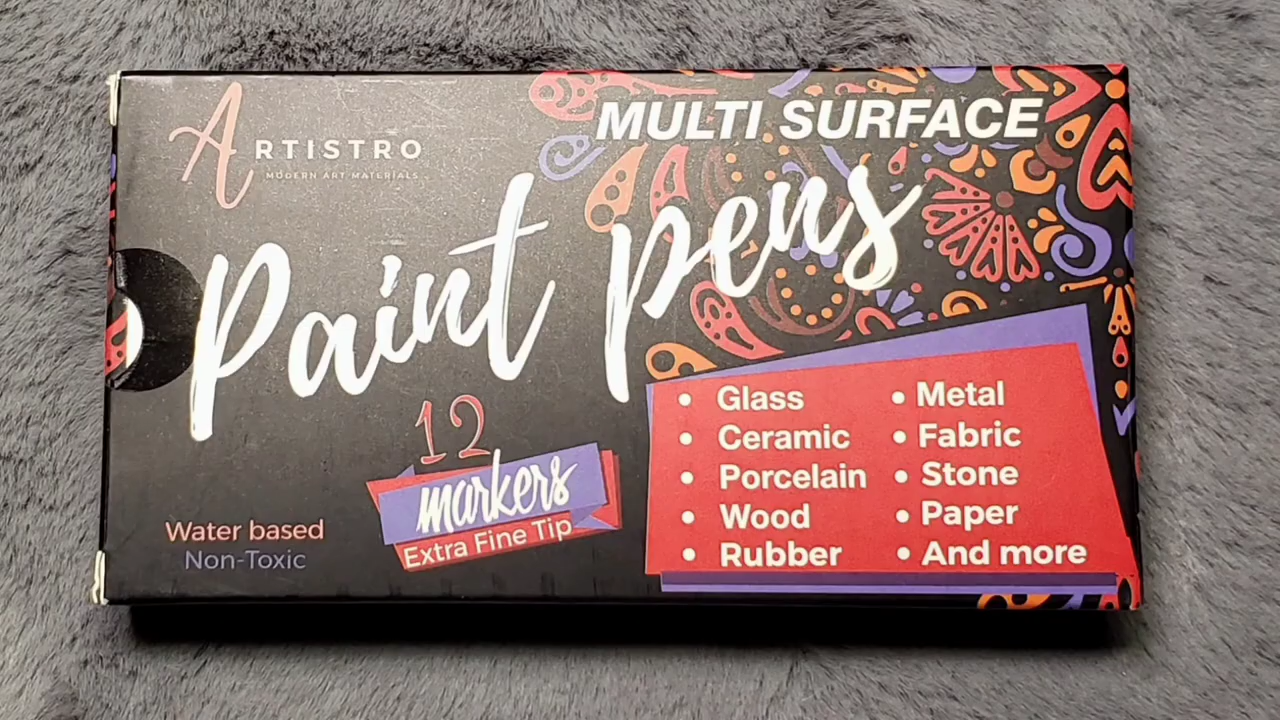 ARTISTRO
MODERN ART MATERIALS
MULTI SURFACE
Paint pens
12
markers
Extra Fine Tip
Water based
Non-Toxic
• Glass
• Ceramic
• Porcelain
• Wood
• Rubber
• Metal
• Fabric
• Stone
• Paper
• And more